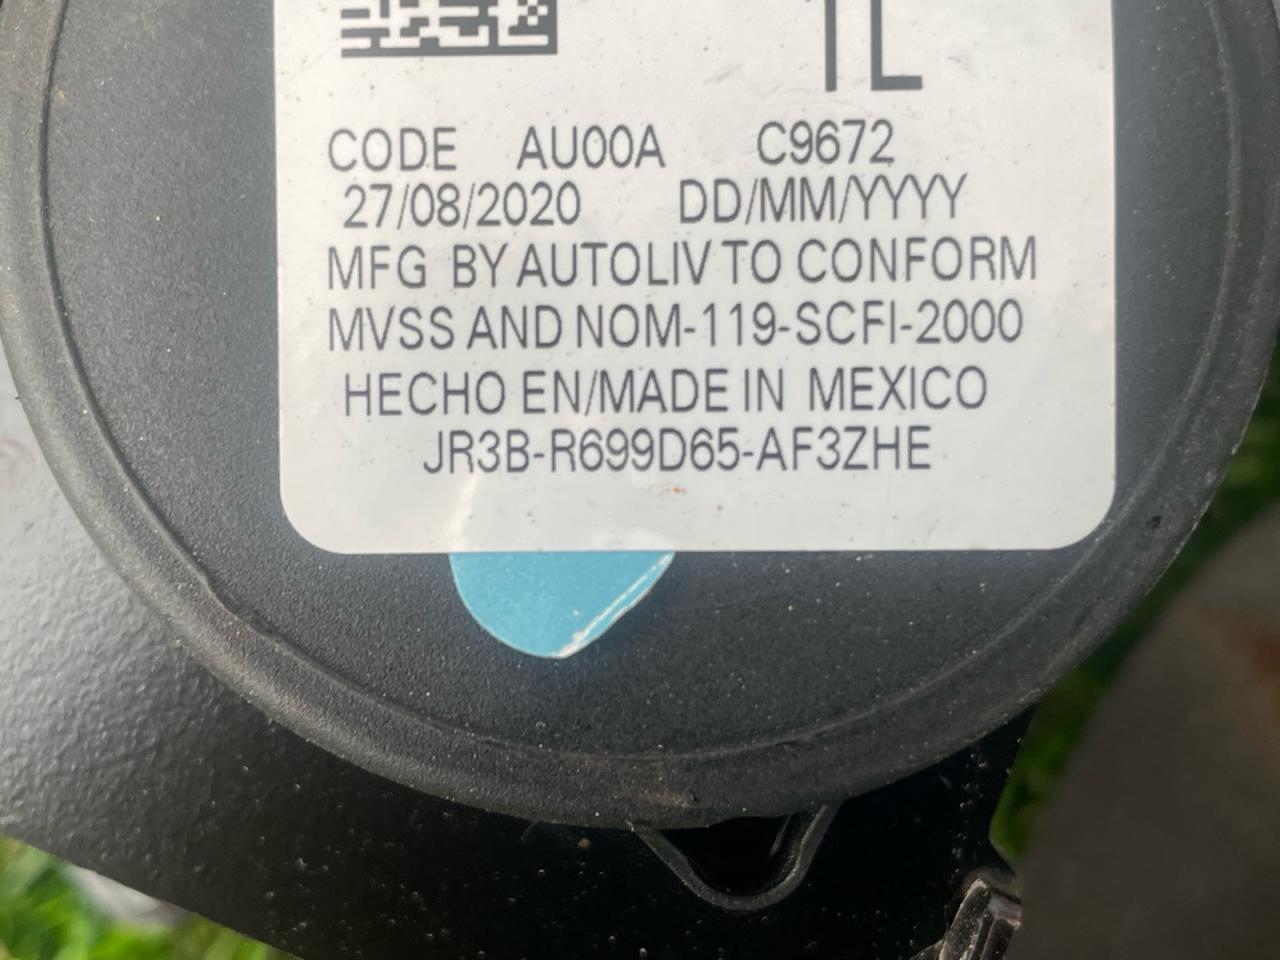 CODE AU00A C9672
27/08/2020 DD/MM/YYYY
MFG BY AUTOLIV TO CONFORM
MVSS AND NOM-119-SCFI-2000
HECHO EN/MADE IN MEXICO
JR3B-R699D65-AF3ZHE